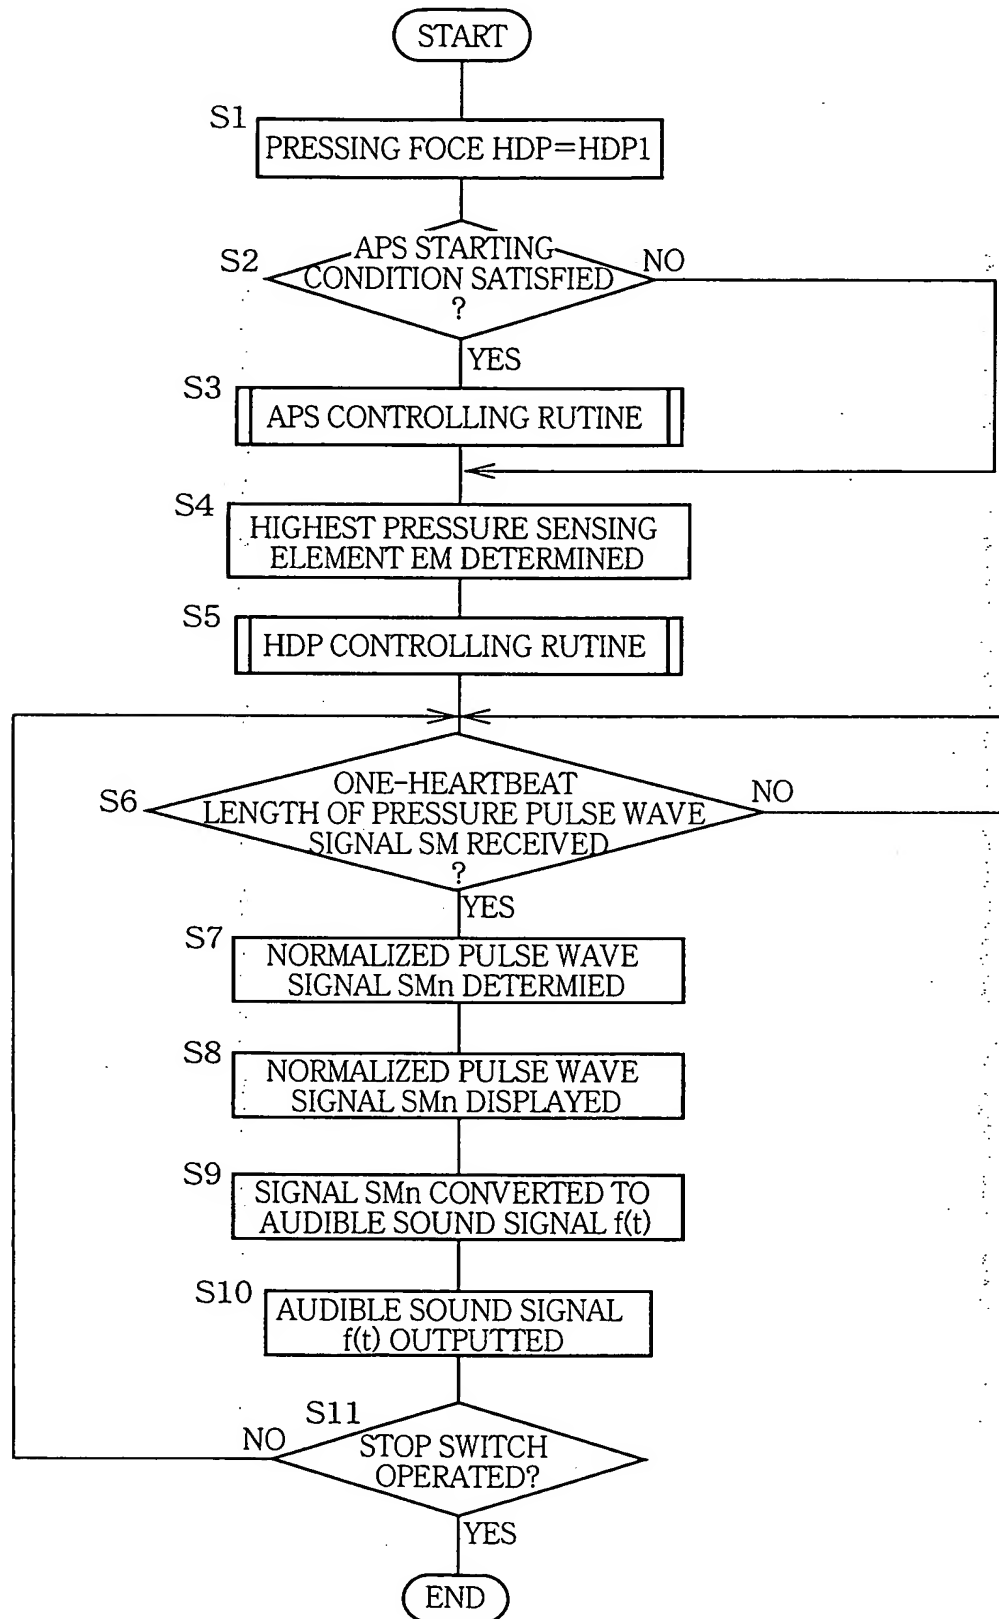 START
S1
PRESSING FOCE HDP=HDP1
S2
APS STARTING
CONDITION SATISFIED
?
NO
YES
S3
APS CONTROLLING RUTINE
S4
HIGHEST PRESSURE SENSING
ELEMENT EM DETERMINED
S5
HDP CONTROLLING RUTINE
S6
ONE-HEARTBEAT
LENGTH OF PRESSURE PULSE WAVE
SIGNAL SM RECEIVED
?
NO
YES
S7
NORMALIZED PULSE WAVE
SIGNAL SMn DETERMIED
S8
NORMALIZED PULSE WAVE
SIGNAL SMn DISPLAYED
S9
SIGNAL SMn CONVERTED TO
AUDIBLE SOUND SIGNAL f(t)
S10
AUDIBLE SOUND SIGNAL
f(t) OUTPUTTED
S11
NO
STOP SWITCH
OPERATED?
YES
END